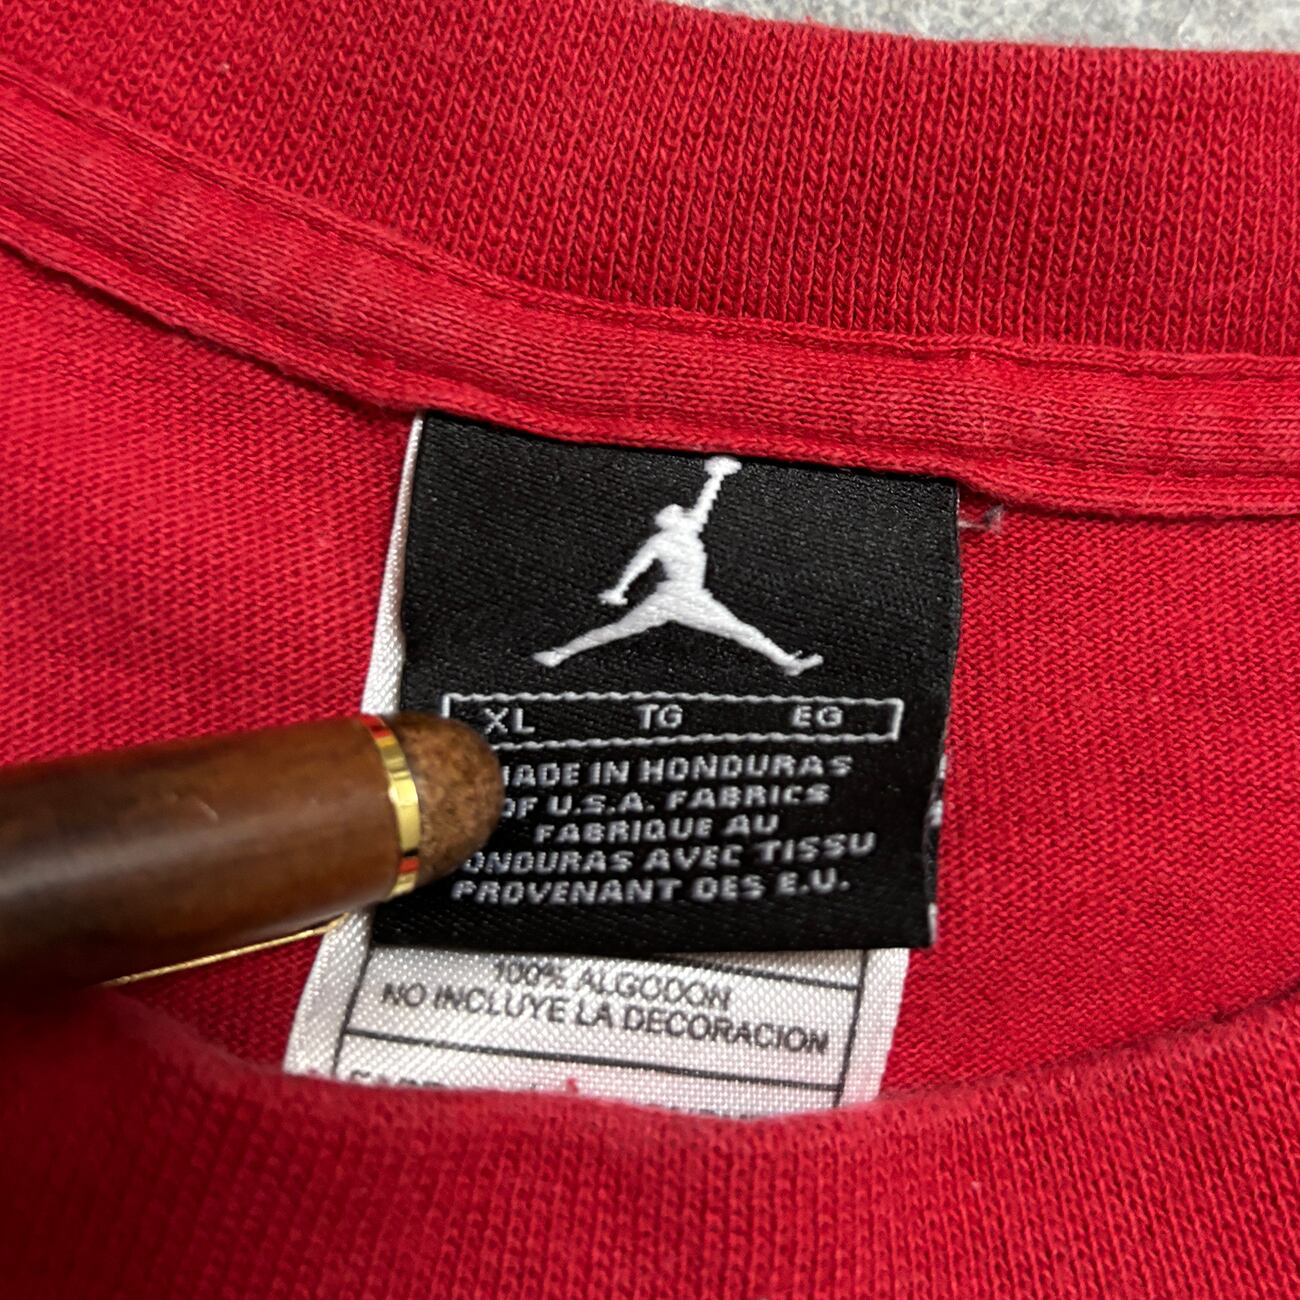 XL TG EG
MADE IN HONDURAS
OF U.S.A. FABRICS
FABRIQUE AU
HONDURAS AVEC TISSU
PROVENANT DES E.U.
100% ALGODON
NO INCLUYE LA DECORACION